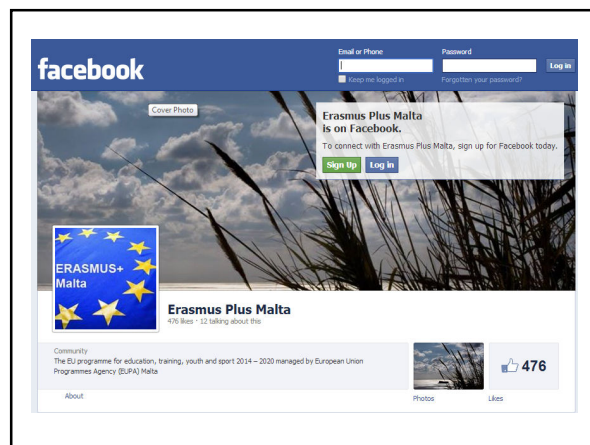 Email or Phone
Password
facebook
Log in
Keep me logged in
Forgotten your password?
Cover Photo
Erasmus Plus Malta
is on Facebook.
To connect with Erasmus Plus Malta, sign up for Facebook today.
Sign Up
Log in
ERASMUS+
Malta
Erasmus Plus Malta
476 likes · 12 talking about this
Community
The EU programme for education, training, youth and sport 2014 – 2020 managed by European Union
Programmes Agency (EUPA) Malta
476
About
Photos
Likes